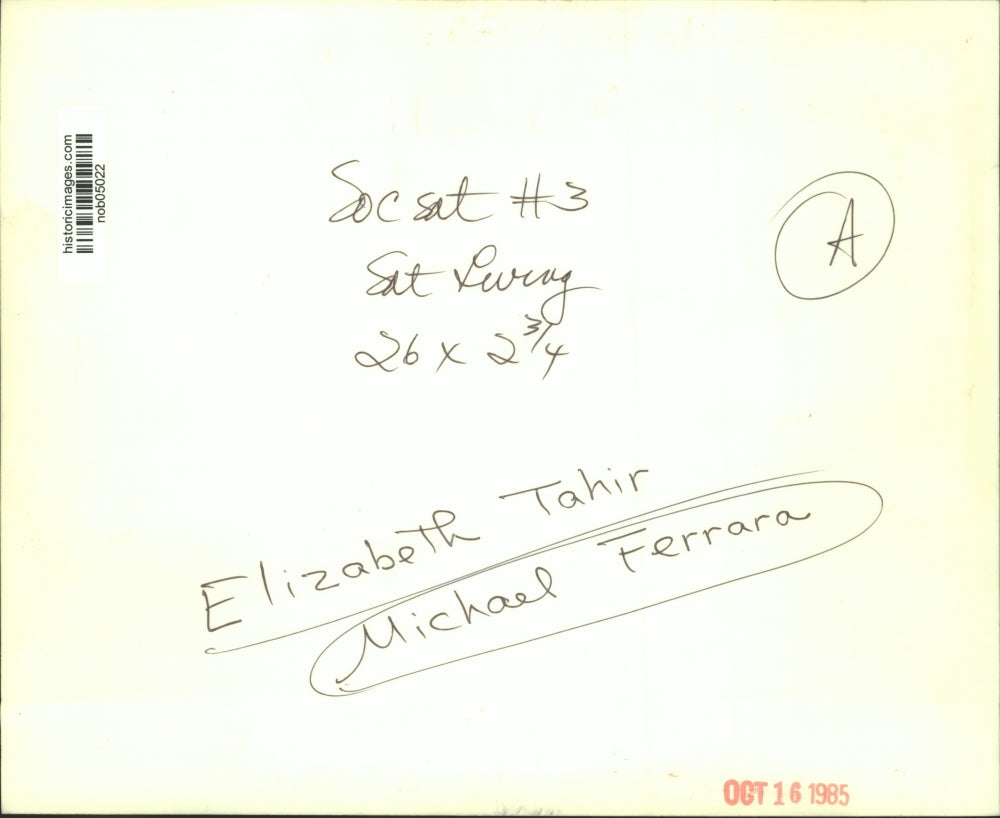 historicimages.com
nob05022
Soc sat #3
Sat Living
26 x 2 3/4
A
Elizabeth Tahir
Michael Ferrara
OCT 16 1985